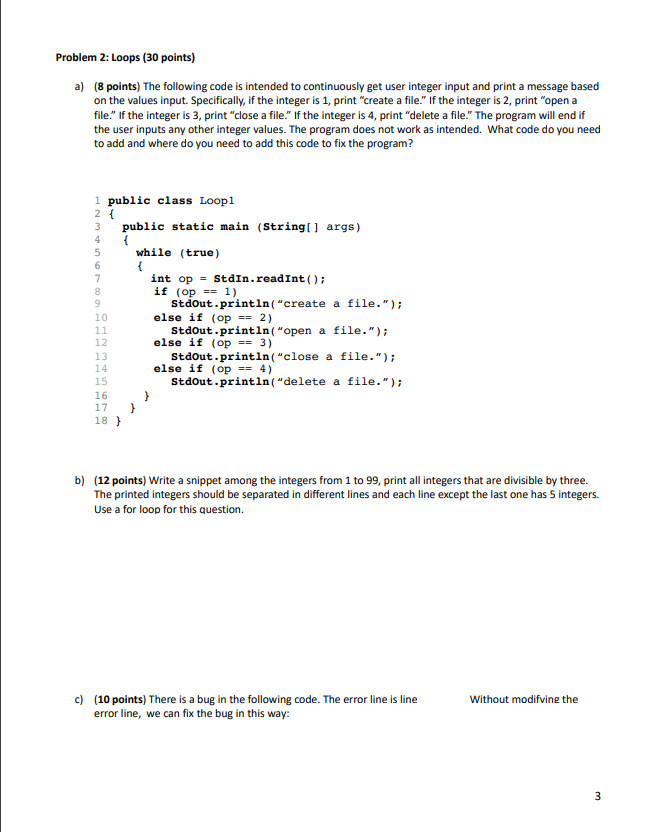 Problem 2: Loops (30 points)
a) (8 points) The following code is intended to continuously get user integer input and print a message based
on the values input. Specifically, if the integer is 1, print “create a file.” If the integer is 2, print “open a
file.” If the integer is 3, print “close a file.” If the integer is 4, print “delete a file.” The program will end if
the user inputs any other integer values. The program does not work as intended. What code do you need
to add and where do you need to add this code to fix the program?
1 public class Loop1
2 {
3 public static main (String[] args)
4 {
5 while (true)
6 {
7 int op = StdIn.readInt();
8 if (op == 1)
9 StdOut.println(“create a file.”);
10 else if (op == 2)
11 StdOut.println(“open a file.”);
12 else if (op == 3)
13 StdOut.println(“close a file.”);
14 else if (op == 4)
15 StdOut.println(“delete a file.”);
16 }
17 }
18 }
b) (12 points) Write a snippet among the integers from 1 to 99, print all integers that are divisible by three.
The printed integers should be separated in different lines and each line except the last one has 5 integers.
Use a for loop for this question.
c) (10 points) There is a bug in the following code. The error line is line Without modifying the
error line, we can fix the bug in this way:
3